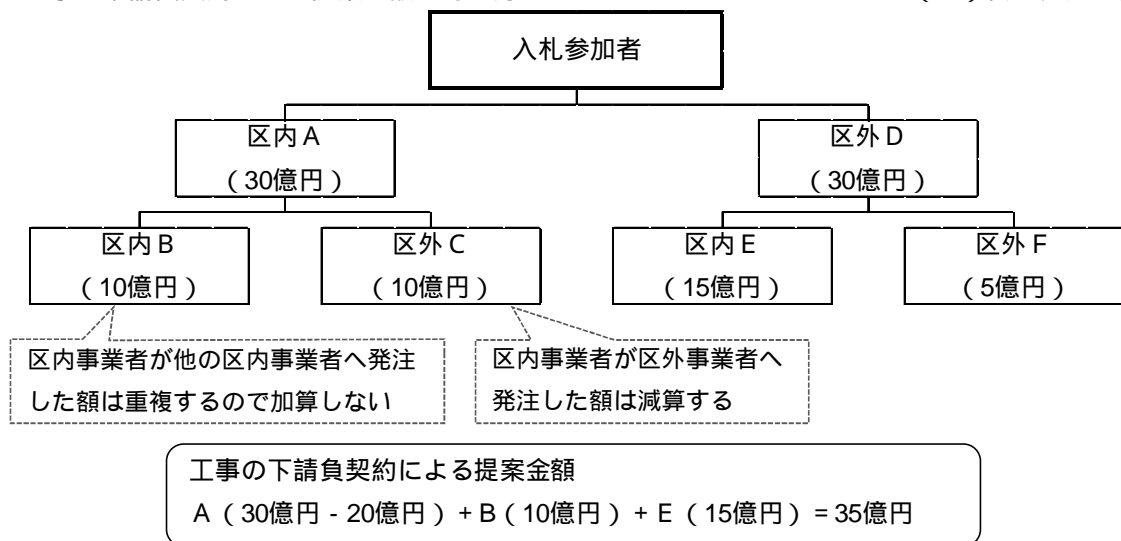 入札参加者
区内A
（30億円）
区外D
（30億円）
区内B
（10億円）
区外C
（10億円）
区内E
（15億円）
区外F
（5億円）
区内事業者が他の区内事業者へ発注
した額は重複するので加算しない
区内事業者が区外事業者へ
発注した額は減算する
工事の下請負契約による提案金額
A（30億円 - 20億円）+ B（10億円）+ E（15億円）= 35億円